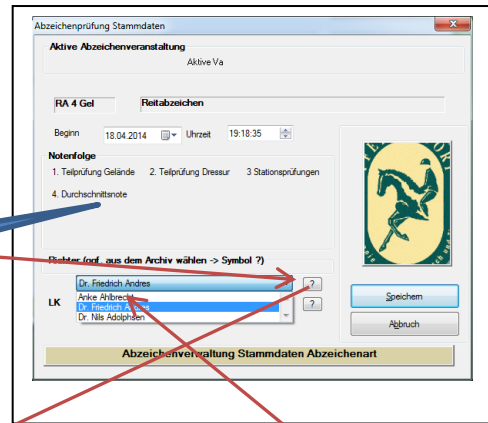 Abzeichenprüfung Stammdaten
Aktive Abzeichenveranstaltung
Aktive Va
RA 4 Gel Reitabzeichen
Beginn 18.04.2014 Uhrzeit 19:18:35
Notenfolge
1. Teilprüfung Gelände 2. Teilprüfung Dressur 3 Stationsprüfungen
4. Durchschnittsnote
Richter (ggf. aus dem Archiv wählen -> Symbol ?)
Dr. Friedrich Andres ?
LK Anke Ahlbrecht ?
Dr. Friedrich Andres
Dr. Nils Adolphsen
Speichern
Abbruch
Abzeichenverwaltung Stammdaten Abzeichenart